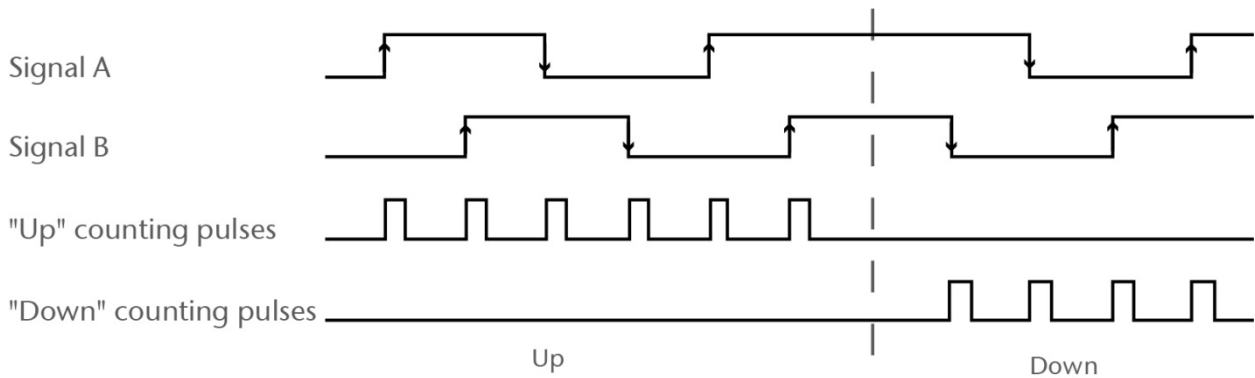 Signal A
Signal B
"Up" counting pulses
"Down" counting pulses
Up
Down